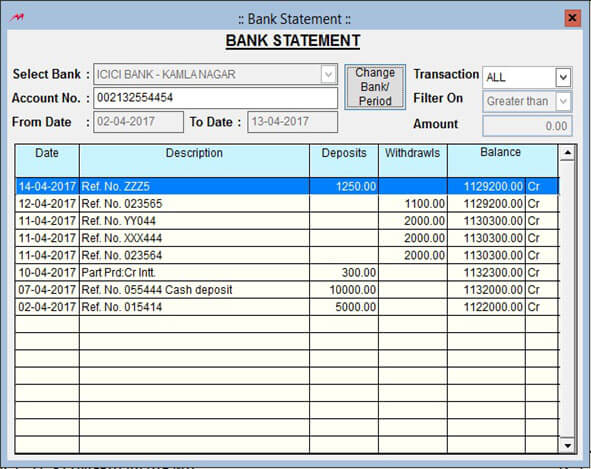 :: Bank Statement ::
BANK STATEMENT
Select Bank : ICICI BANK - KAMLA NAGAR
Change Bank/ Period
Transaction ALL
Account No. : 002132554454
Filter On Greater than
From Date : 02-04-2017 To Date : 13-04-2017
Amount 0.00
Date Description Deposits Withdrawls Balance
14-04-2017 Ref. No. ZZZ5 1250.00 1129200.00 Cr
12-04-2017 Ref. No. 023565 1100.00 1129200.00 Cr
11-04-2017 Ref. No. YY044 2000.00 1130300.00 Cr
11-04-2017 Ref. No. XXX444 2000.00 1130300.00 Cr
11-04-2017 Ref. No. 023564 2000.00 1130300.00 Cr
10-04-2017 Part Prd:Cr Intt. 300.00 1132300.00 Cr
07-04-2017 Ref. No. 055444 Cash deposit 10000.00 1132000.00 Cr
02-04-2017 Ref. No. 015414 5000.00 1122000.00 Cr